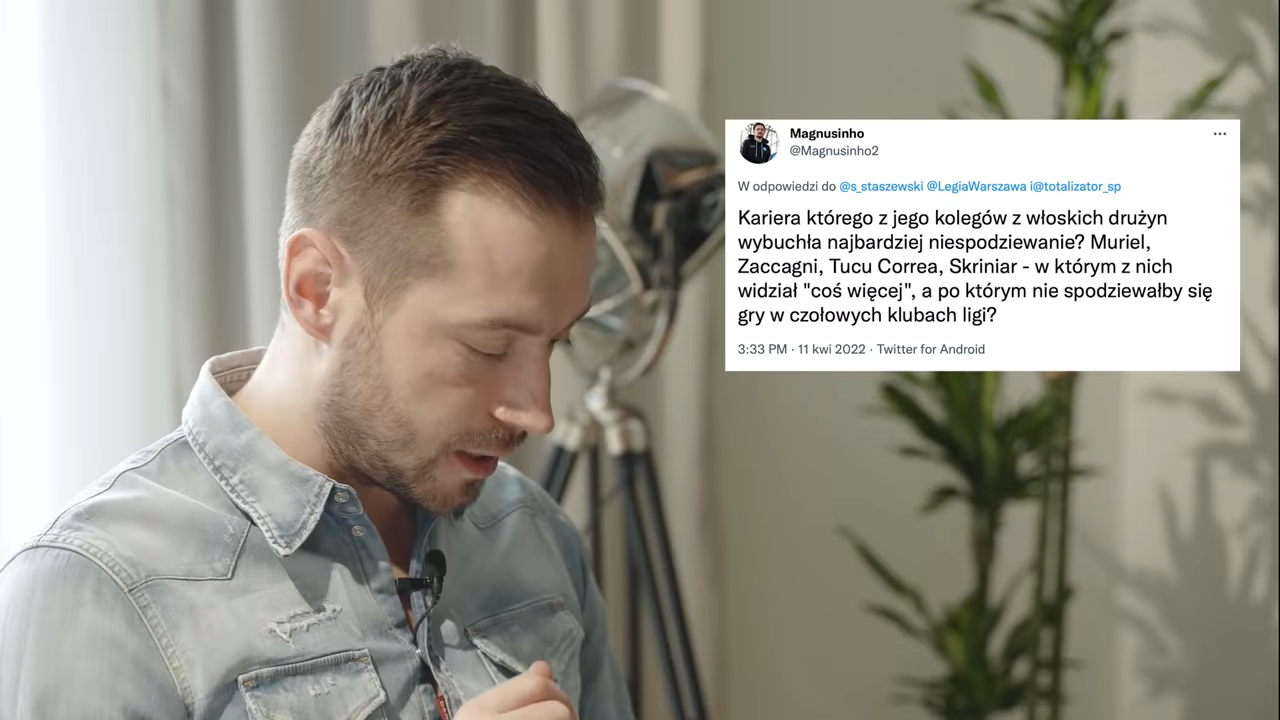 Magnusinho
@Magnusinho2
W odpowiedzi do @s_staszewski @LegiaWarszawa i@totalizator_sp
Kariera którego z jego kolegów z włoskich drużyn
wybuchła najbardziej niespodziewanie? Muriel,
Zaccagni, Tucu Correa, Skriniar - w którym z nich
widział "coś więcej", a po którym nie spodziewałby się
gry w czołowych klubach ligi?
3:33 PM · 11 kwi 2022 · Twitter for Android